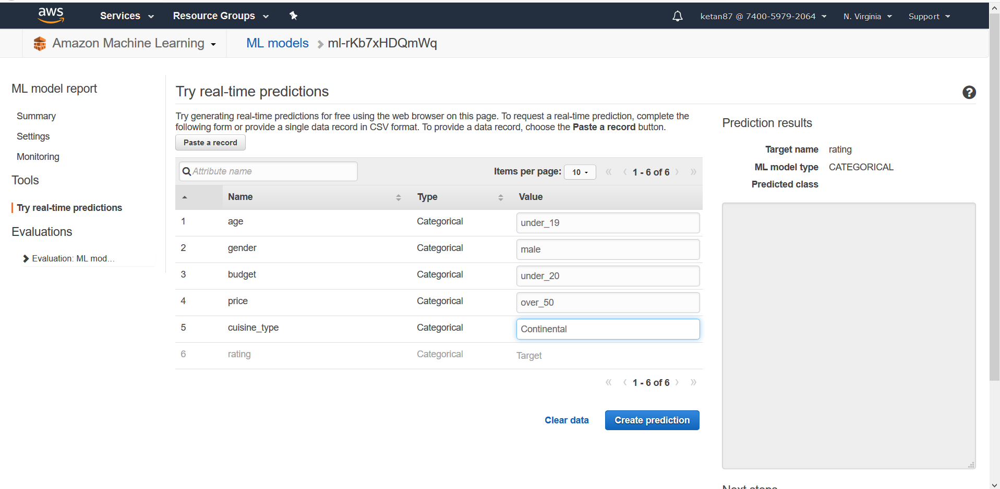 aws
Services
Resource Groups
ketan87 @ 7400-5979-2064
N. Virginia
Support
Amazon Machine Learning
ML models
ml-rKb7xHDQmWq
ML model report
Summary
Settings
Monitoring
Tools
Try real-time predictions
Evaluations
Evaluation: ML mod…
Try real-time predictions
?
Try generating real-time predictions for free using the web browser on this page. To request a real-time prediction, complete the
following form or provide a single data record in CSV format. To provide a data record, choose the Paste a record button.
Paste a record
Attribute name
Items per page: 10
« ‹ 1 - 6 of 6 › »
Name Type Value
1 age Categorical under_19
2 gender Categorical male
3 budget Categorical under_20
4 price Categorical over_50
5 cuisine_type Categorical Continental
6 rating Categorical Target
« ‹ 1 - 6 of 6 › »
Clear data
Create prediction
Prediction results
Target name rating
ML model type CATEGORICAL
Predicted class
Next steps